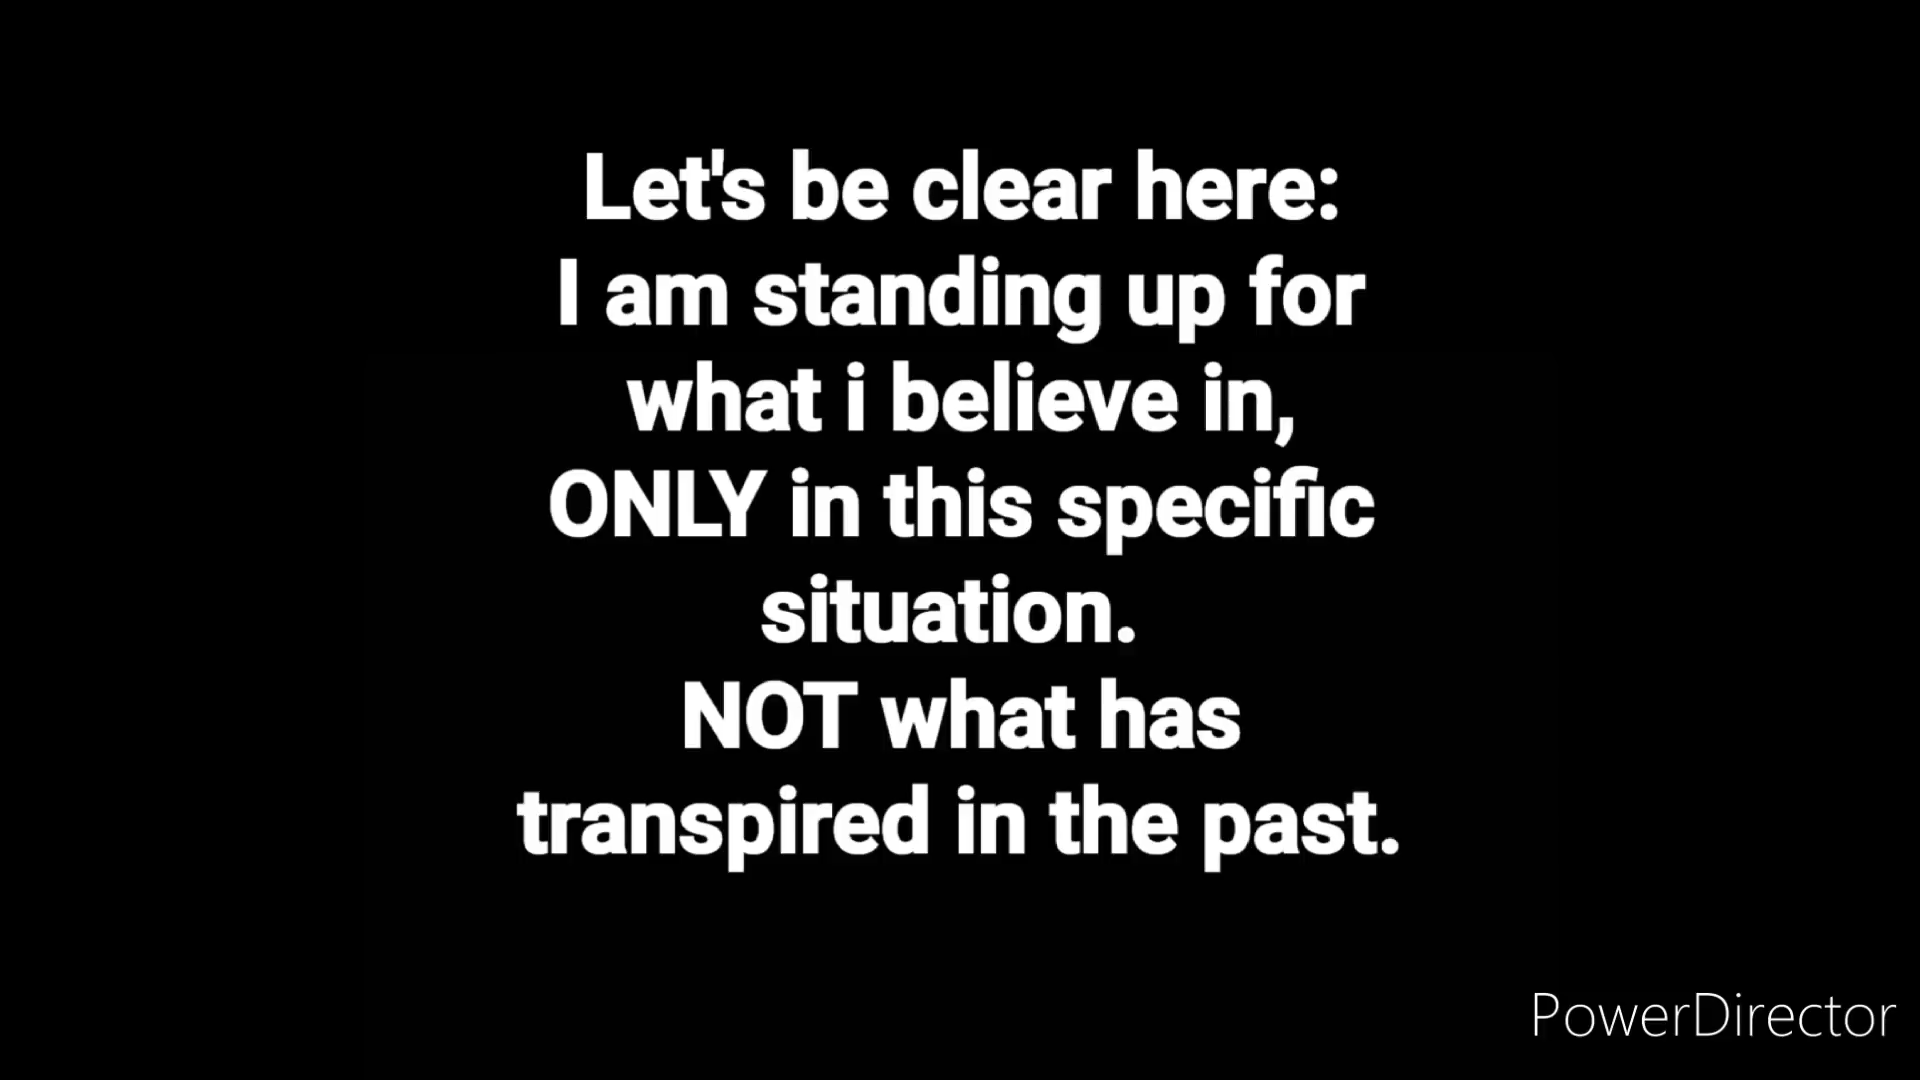 Let's be clear here:
I am standing up for
what i believe in,
ONLY in this specific
situation.
NOT what has
transpired in the past.
PowerDirector